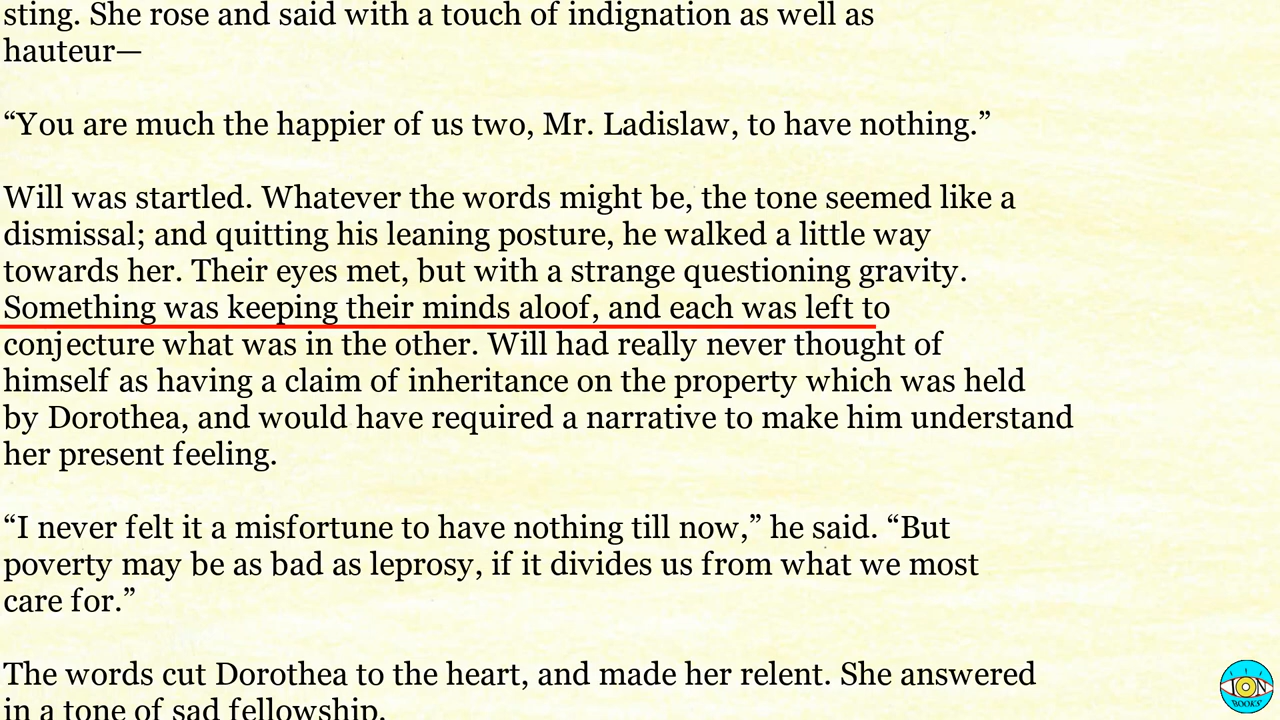 sting. She rose and said with a touch of indignation as well as
hauteur—
“You are much the happier of us two, Mr. Ladislaw, to have nothing.”
Will was startled. Whatever the words might be, the tone seemed like a
dismissal; and quitting his leaning posture, he walked a little way
towards her. Their eyes met, but with a strange questioning gravity.
Something was keeping their minds aloof, and each was left to
conjecture what was in the other. Will had really never thought of
himself as having a claim of inheritance on the property which was held
by Dorothea, and would have required a narrative to make him understand
her present feeling.
“I never felt it a misfortune to have nothing till now,” he said. “But
poverty may be as bad as leprosy, if it divides us from what we most
care for.”
The words cut Dorothea to the heart, and made her relent. She answered
in a tone of sad fellowship.
ION
BOOKS